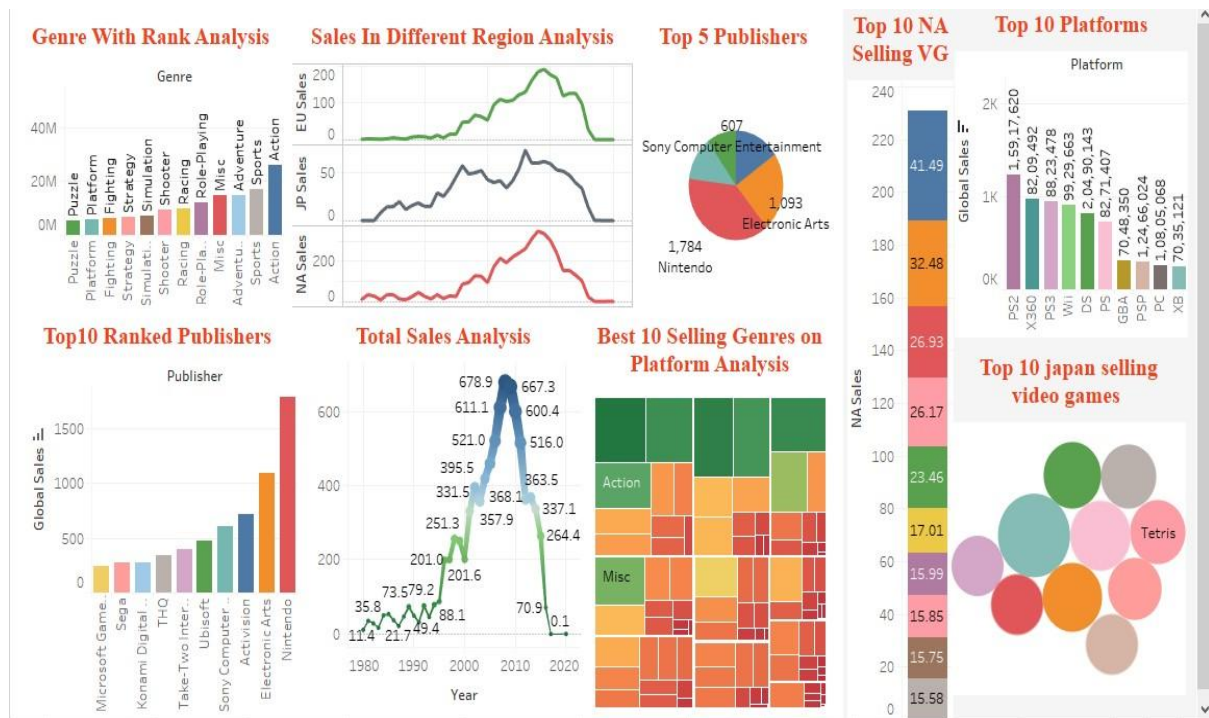 Genre With Rank Analysis
Genre
40M
20M
0M
Puzzle
Platform
Fighting
Strategy
Simulation
Shooter
Racing
Role-Playing
Misc
Adventure
Sports
Action
Puzzle
Platform
Fighting
Strategy
Simulati..
Shooter
Racing
Role-Pla..
Misc
Adventu..
Sports
Action
Sales In Different Region Analysis
EU Sales
200
100
0
JP Sales
50
0
NA Sales
200
0
Top 5 Publishers
607
Sony Computer Entertainment
1,093
Electronic Arts
1,784
Nintendo
Top 10 NA
Selling VG
NA Sales
240
220
200
180
160
140
120
100
80
60
40
20
0
41.49
32.48
26.93
26.17
23.46
17.01
15.99
15.85
15.75
15.58
Top 10 Platforms
Platform
Global Sales
2K
1K
0K
1,59,17,620
82,09,492
88,23,478
99,29,663
2,04,90,143
82,71,407
70,48,350
1,24,66,024
1,08,05,068
70,35,121
PS2
X360
PS3
Wii
DS
PS
GBA
PSP
PC
XB
Top10 Ranked Publishers
Publisher
Global Sales
1500
1000
500
0
Microsoft Game..
Sega
Konami Digital ..
THQ
Take-Two Inter..
Ubisoft
Sony Computer ..
Activision
Electronic Arts
Nintendo
Total Sales Analysis
600
400
200
0
678.9
667.3
611.1
600.4
521.0
516.0
395.5
363.5
331.5
368.1
337.1
357.9
251.3
264.4
201.0
201.6
73.5
79.2
35.8
88.1
70.9
0.1
11.4
21.7
49.4
1980
1990
2000
2010
2020
Year
Best 10 Selling Genres on
Platform Analysis
Action
Misc
Top 10 japan selling
video games
Tetris